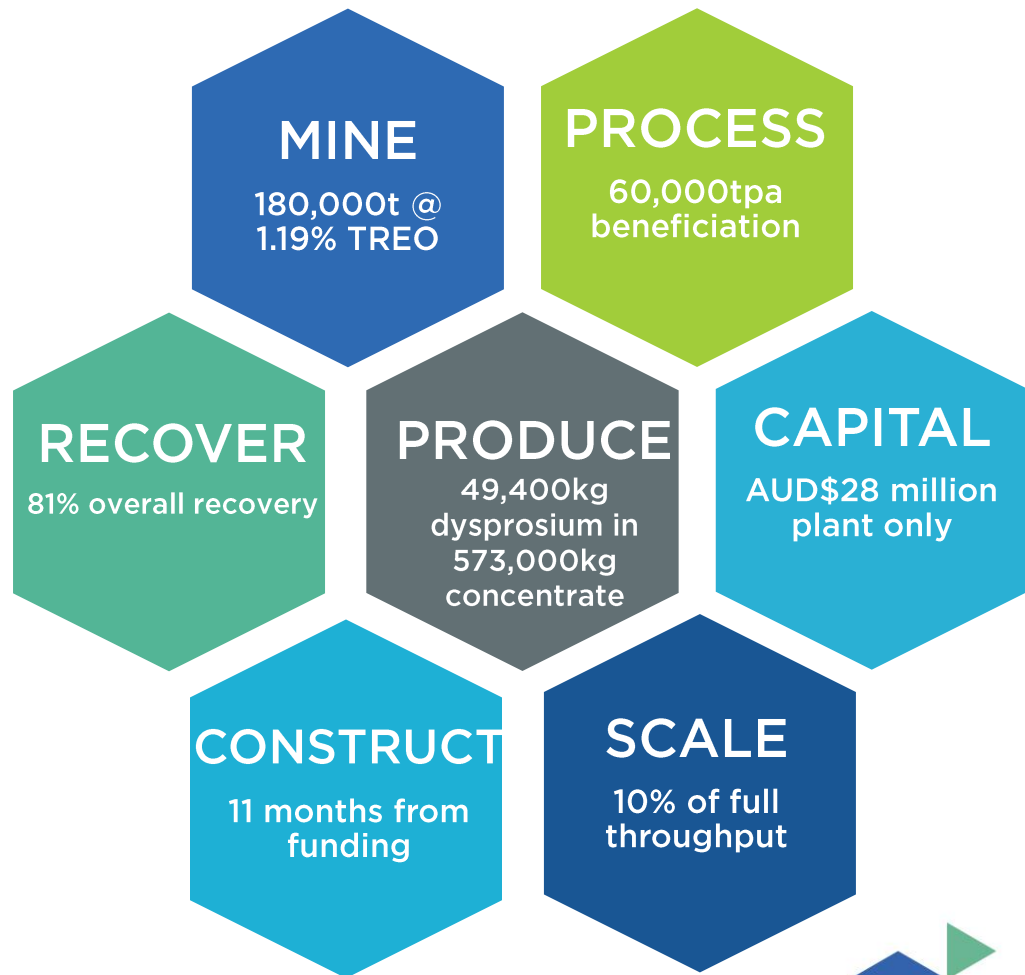 MINE
180,000t @
1.19% TREO
PROCESS
60,000tpa
beneficiation
RECOVER
81% overall recovery
PRODUCE
49,400kg
dysprosium in
573,000kg
concentrate
CAPITAL
AUD$28 million
plant only
CONSTRUCT
11 months from
funding
SCALE
10% of full
throughput